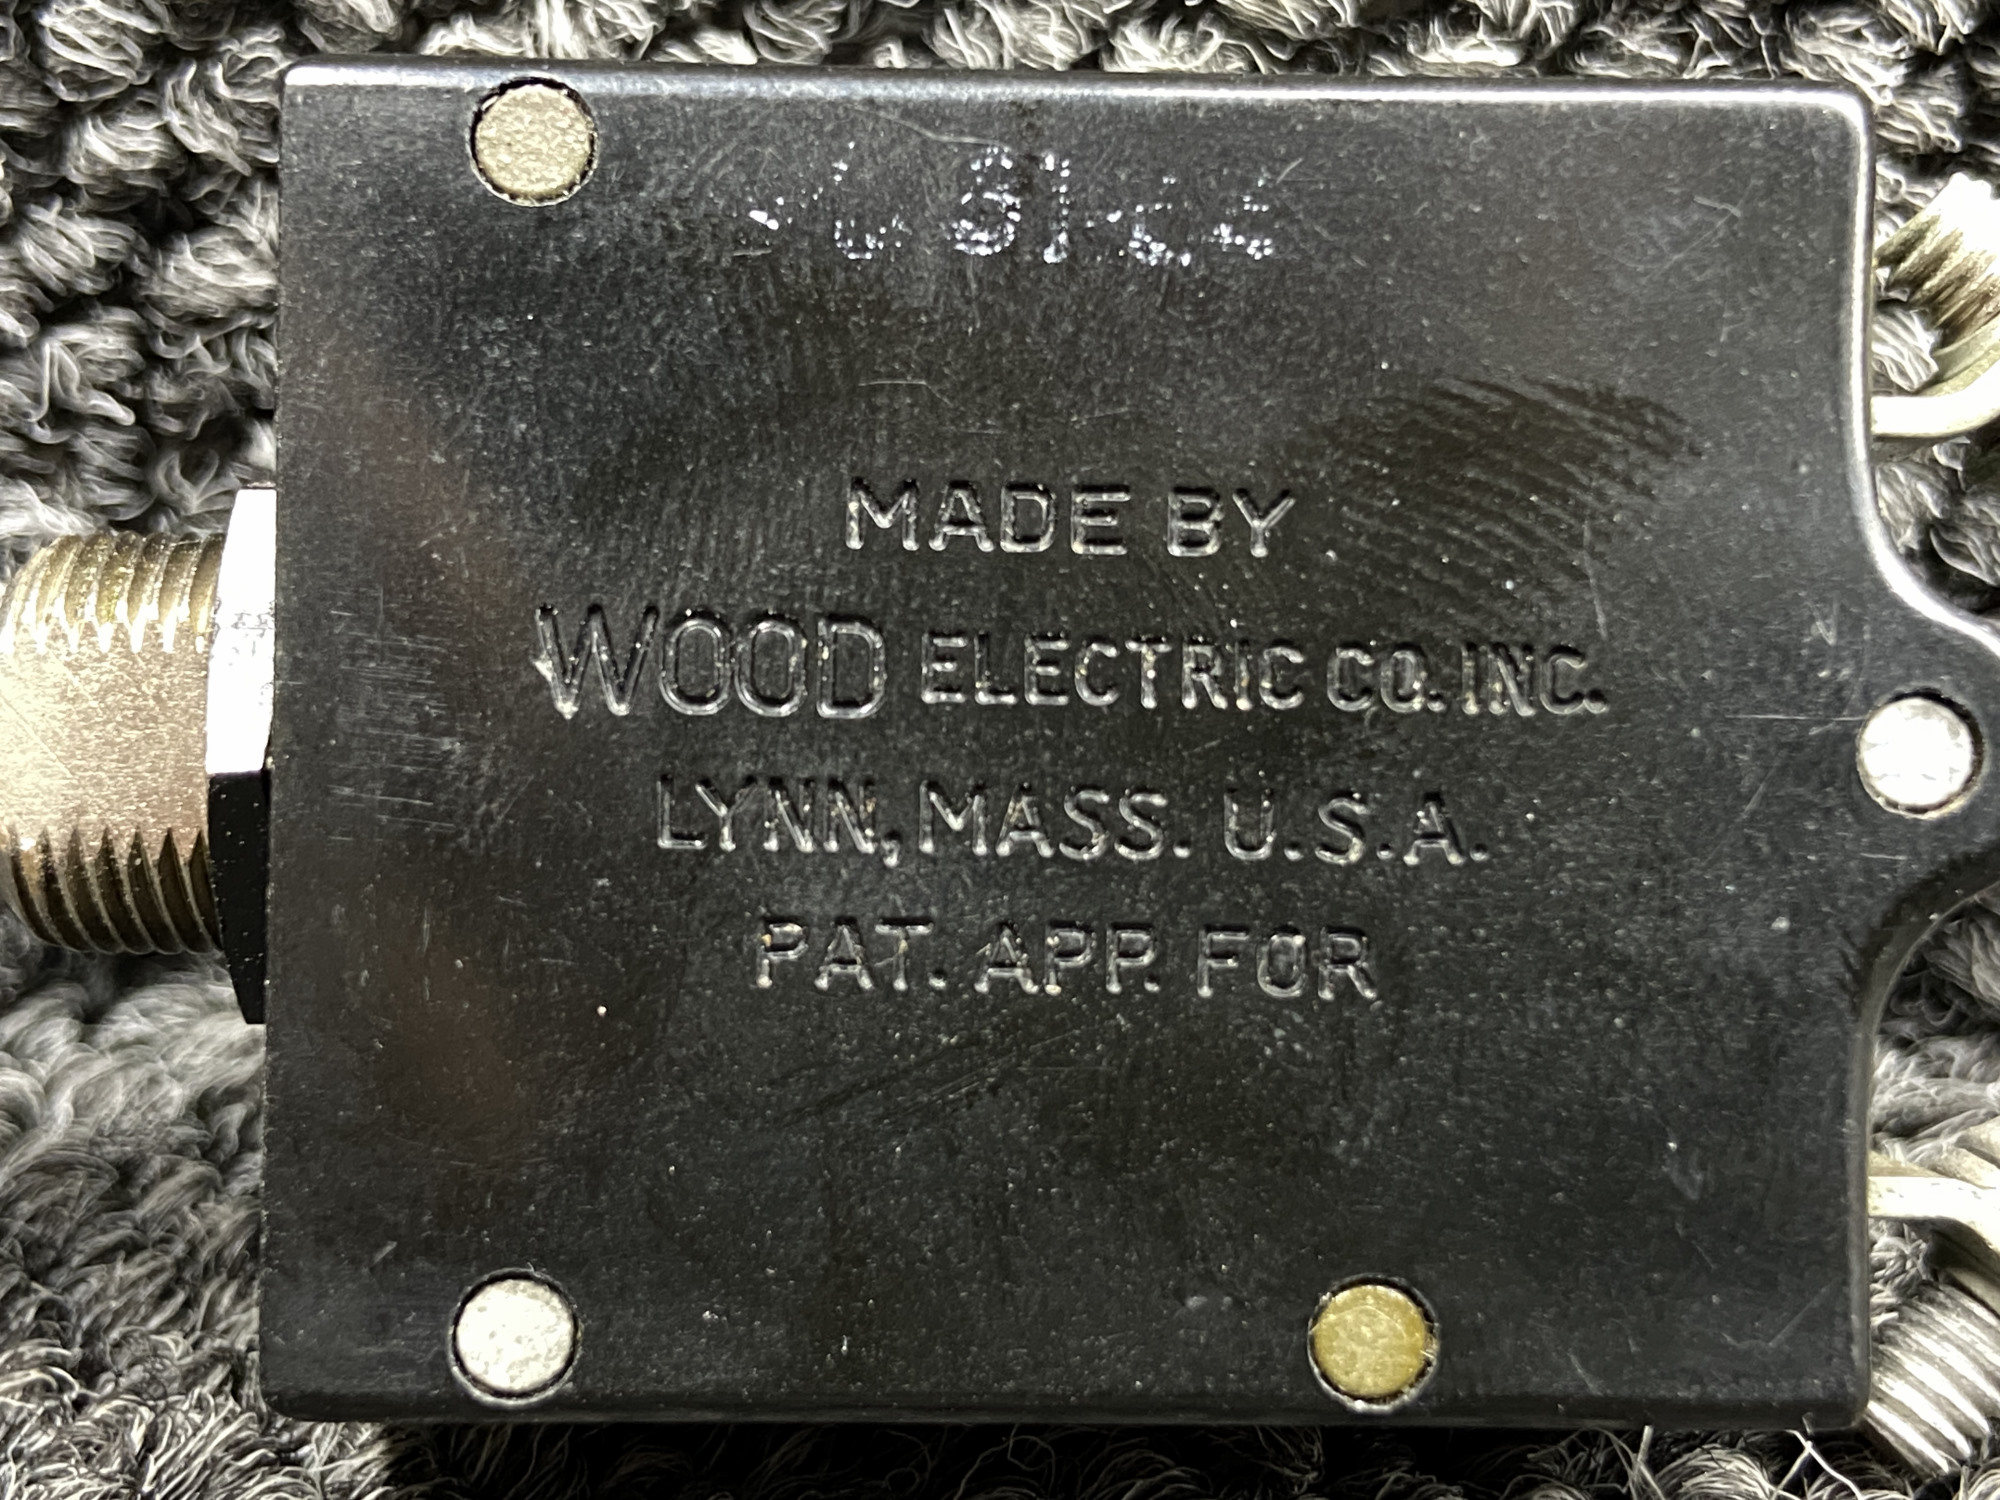 MADE BY
WOOD ELECTRIC CO. INC.
LYNN, MASS. U.S.A.
PAT. APP. FOR